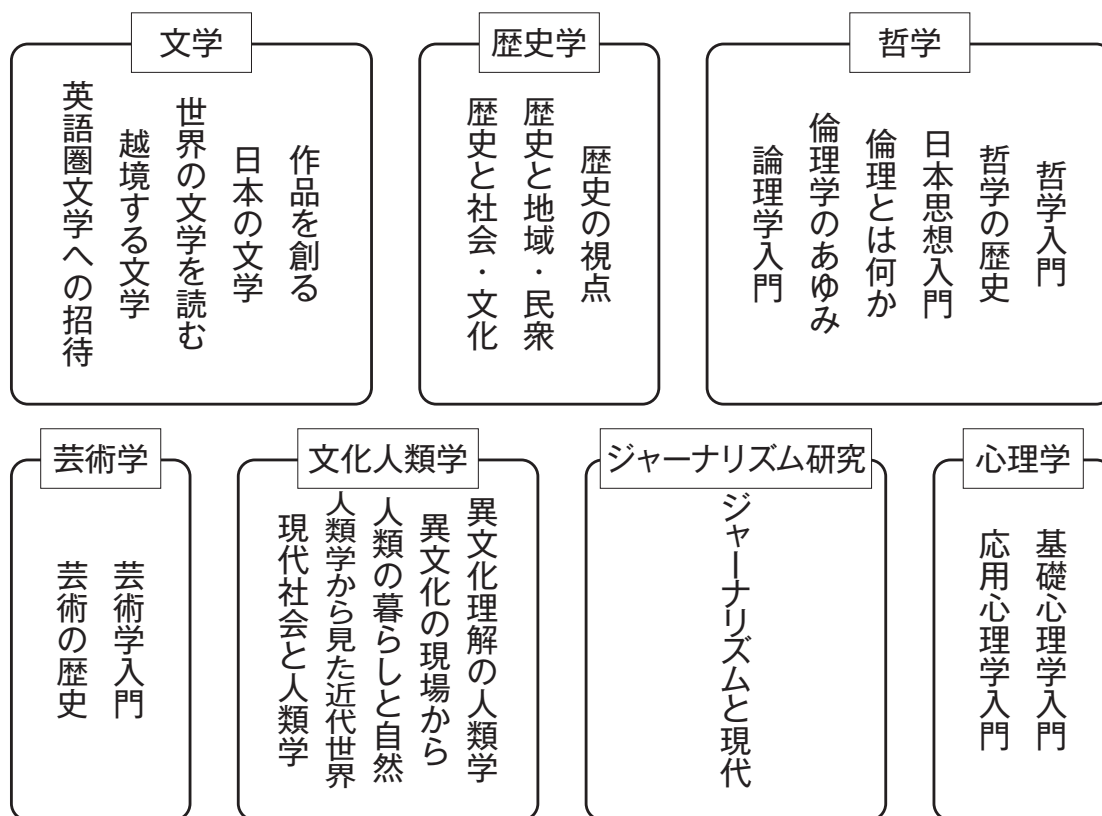 哲学
哲学入門
哲学の歴史
日本思想入門
倫理とは何か
倫理学のあゆみ
論理学入門
歴史学
歴史の視点
歴史と地域・民衆
歴史と社会・文化
文学
作品を創る
日本の文学
世界の文学を読む
越境する文学
英語圏文学への招待
心理学
基礎心理学入門
応用心理学入門
ジャーナリズム研究
ジャーナリズムと現代
文化人類学
異文化理解の人類学
異文化の現場から
人類の暮らしと自然
人類学から見た近代世界
現代社会と人類学
芸術学
芸術学入門
芸術の歴史